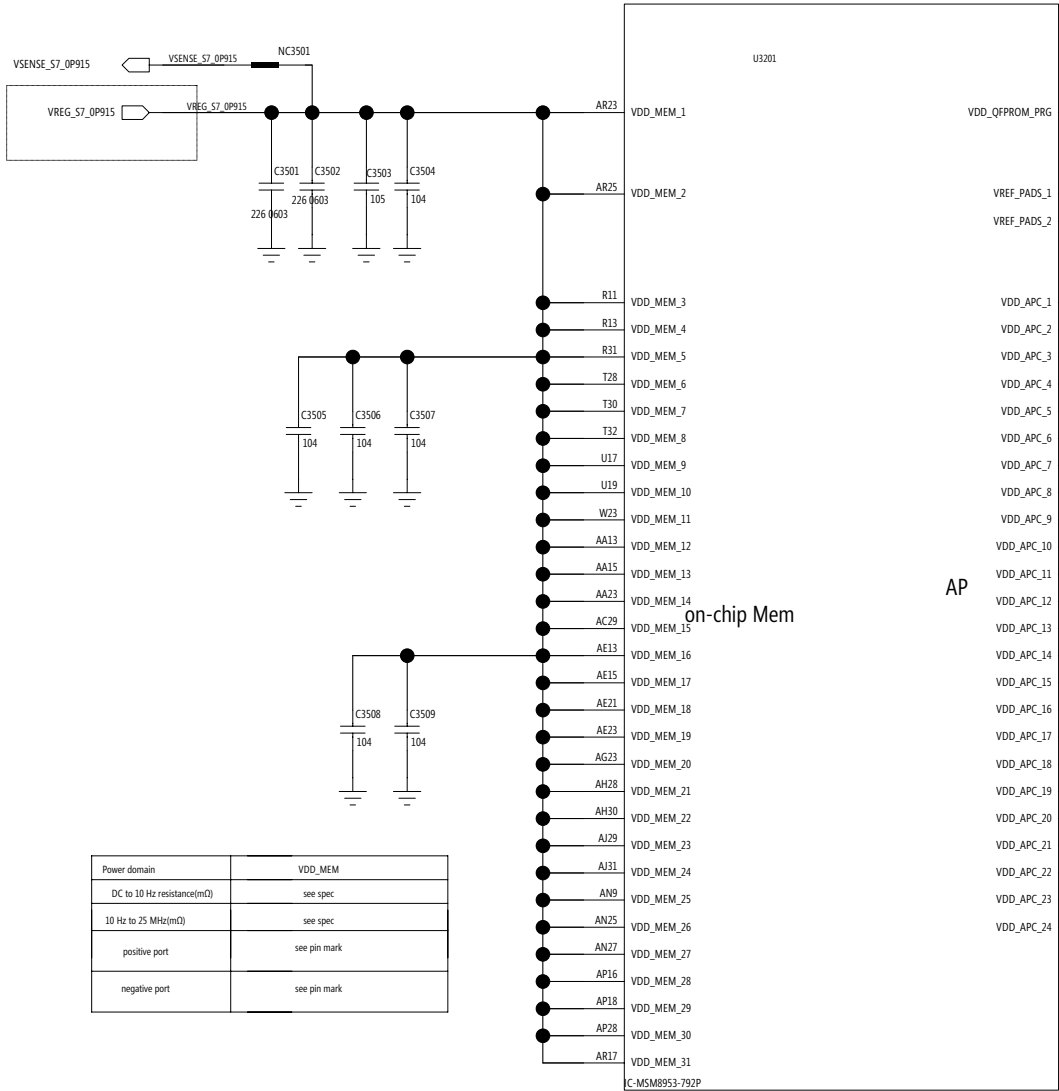 U3201
NC3501
VSENSE_S7_0P915
VSENSE_S7_0P915
VREG_S7_0P915
VREG_S7_0P915
AR23 VDD_MEM_1 VDD_QFPROM_PRG
C3501 C3502 C3503 C3504
226 0603 226 0603 105 104
AR25 VDD_MEM_2 VREF_PADS_1
VREF_PADS_2
R11 VDD_MEM_3 VDD_APC_1
R13 VDD_MEM_4 VDD_APC_2
R31 VDD_MEM_5 VDD_APC_3
T28 VDD_MEM_6 VDD_APC_4
T30 VDD_MEM_7 VDD_APC_5
C3505 C3506 C3507
104 104 104
T32 VDD_MEM_8 VDD_APC_6
U17 VDD_MEM_9 VDD_APC_7
U19 VDD_MEM_10 VDD_APC_8
W23 VDD_MEM_11 VDD_APC_9
AA13 VDD_MEM_12 VDD_APC_10
AA15 VDD_MEM_13 VDD_APC_11
AP
AA23 VDD_MEM_14 VDD_APC_12
on-chip Mem
AC29 VDD_MEM_15 VDD_APC_13
AE13 VDD_MEM_16 VDD_APC_14
AE15 VDD_MEM_17 VDD_APC_15
AE21 VDD_MEM_18 VDD_APC_16
C3508 C3509
104 104
AE23 VDD_MEM_19 VDD_APC_17
AG23 VDD_MEM_20 VDD_APC_18
AH28 VDD_MEM_21 VDD_APC_19
AH30 VDD_MEM_22 VDD_APC_20
AJ29 VDD_MEM_23 VDD_APC_21
AJ31 VDD_MEM_24 VDD_APC_22
AN9 VDD_MEM_25 VDD_APC_23
AN25 VDD_MEM_26 VDD_APC_24
AN27 VDD_MEM_27
AP16 VDD_MEM_28
AP18 VDD_MEM_29
AP28 VDD_MEM_30
AR17 VDD_MEM_31
IC-MSM8953-792P
Power domain VDD_MEM
DC to 10 Hz resistance(mΩ) see spec
10 Hz to 25 MHz(mΩ) see spec
positive port see pin mark
negative port see pin mark